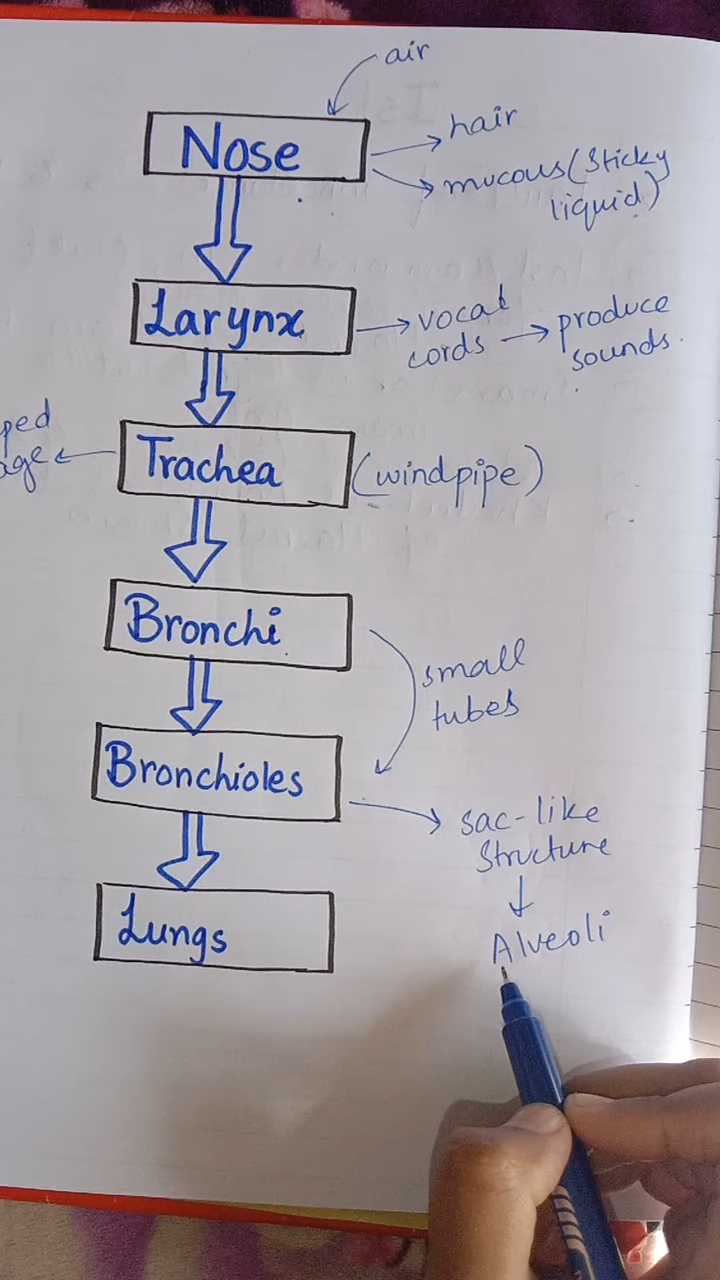 air
Nose
hair
mucous (sticky
liquid)
Larynx
vocal
cords
produce
sounds.
ped
age
Trachea
(windpipe)
Bronchi
small
tubes
Bronchioles
sac-like
structure
Alveoli
Lungs